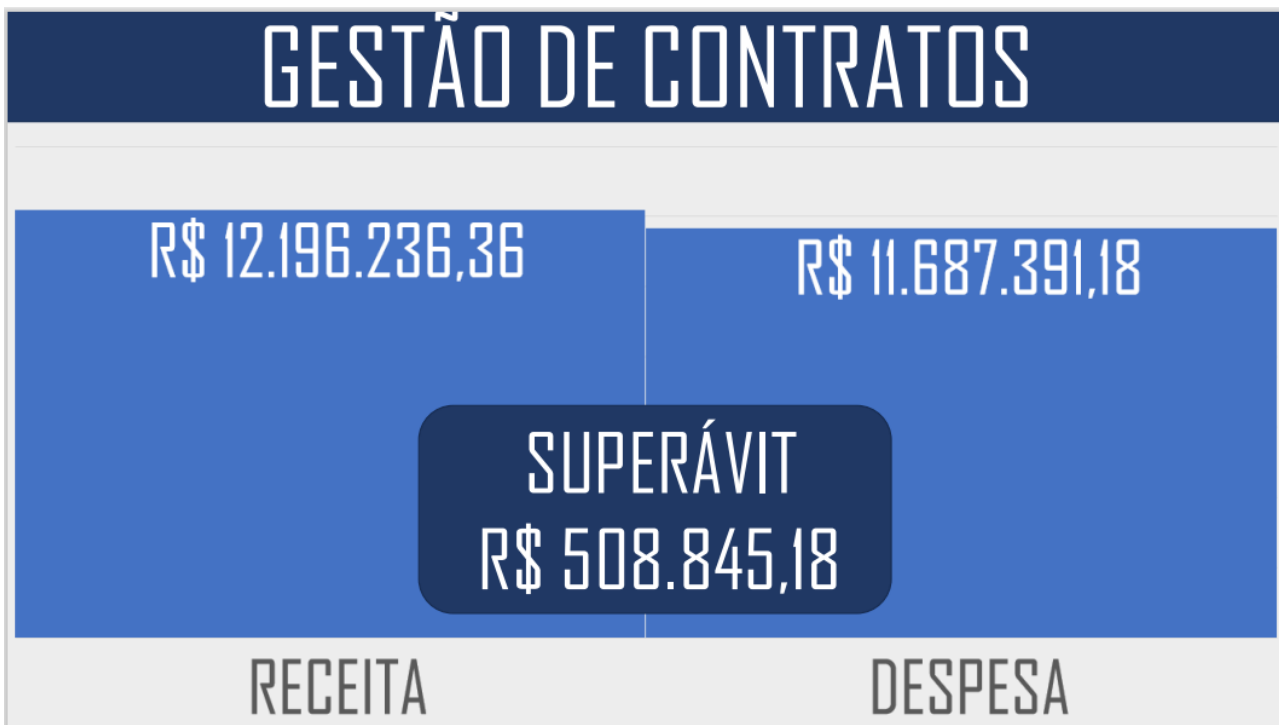 GESTÃO DE CONTRATOS
R$ 12.196.236,36
R$ 11.687.391,18
SUPERÁVIT
R$ 508.845,18
RECEITA
DESPESA